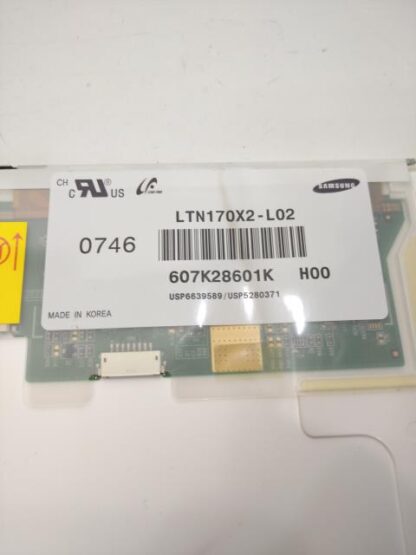 CH
C US
SAMSUNG
LTN170X2-L02
0746
607K28601K H00
USP6639589/USP5280371
MADE IN KOREA